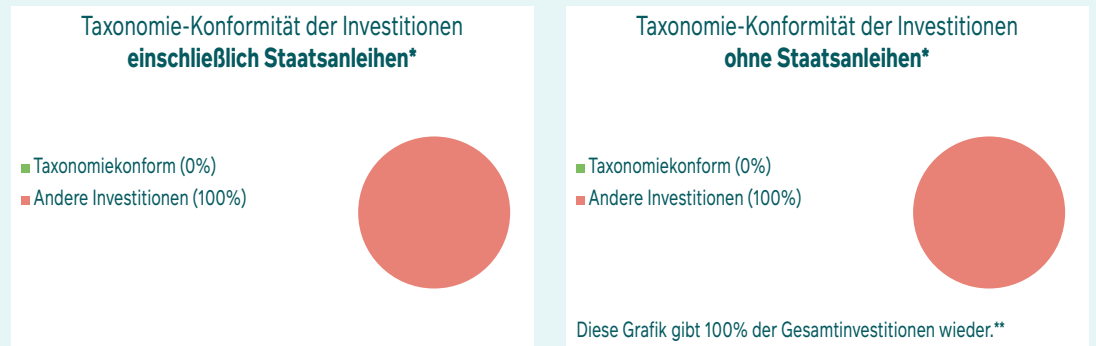 Taxonomie-Konformität der Investitionen
einschließlich Staatsanleihen*
Taxonomiekonform (0%)
Andere Investitionen (100%)
Taxonomie-Konformität der Investitionen
ohne Staatsanleihen*
Taxonomiekonform (0%)
Andere Investitionen (100%)
Diese Grafik gibt 100% der Gesamtinvestitionen wieder.**